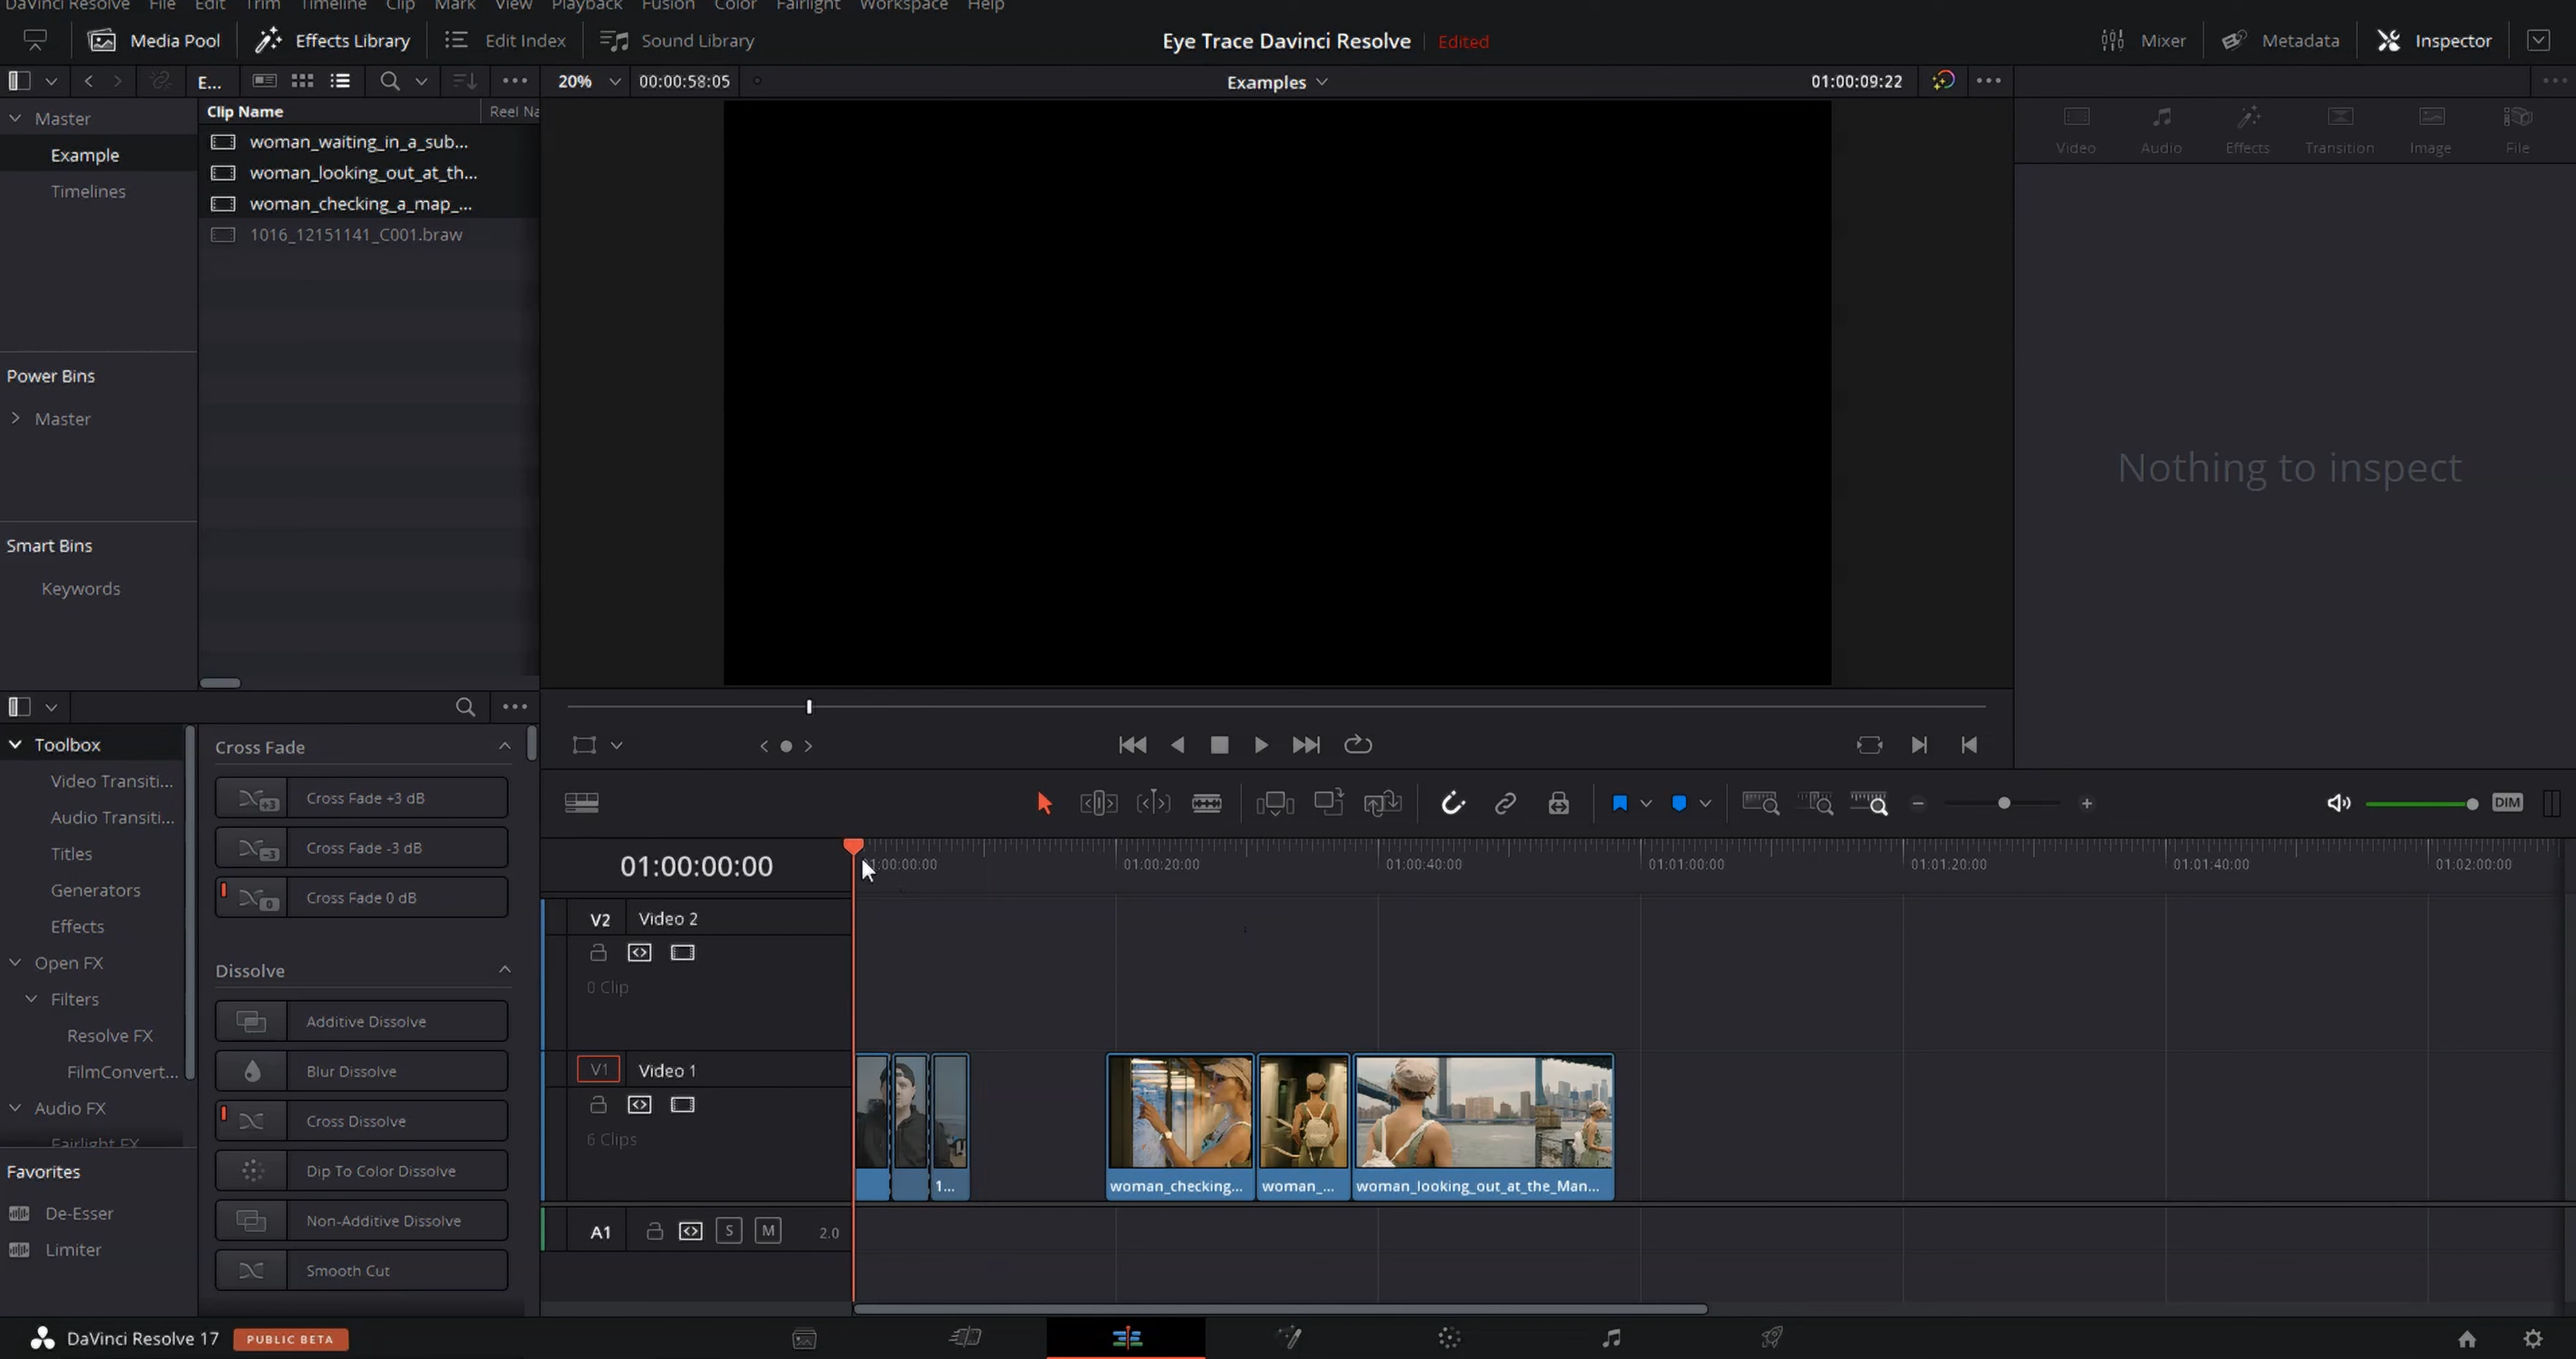 DaVinci Resolve File Edit Trim Timeline Clip Mark View Playback Fusion Color Fairlight Workspace Help
Media Pool Effects Library Edit Index Sound Library Eye Trace Davinci Resolve Edited Mixer Metadata Inspector
E... 20% 00:00:58:05 Examples 01:00:09:22
Clip Name Reel Na
Master
Example
Timelines
woman_waiting_in_a_sub...
woman_looking_out_at_th...
woman_checking_a_map_...
1016_12151141_C001.braw
Video Audio Effects Transition Image File
Nothing to inspect
Power Bins
Master
Smart Bins
Keywords
Toolbox
Video Transiti...
Audio Transiti...
Titles
Generators
Effects
Open FX
Filters
Resolve FX
FilmConvert...
Audio FX
Fairlight FX
Favorites
De-Esser
Limiter
Cross Fade
+3 Cross Fade +3 dB
-3 Cross Fade -3 dB
0 Cross Fade 0 dB
Dissolve
Additive Dissolve
Blur Dissolve
Cross Dissolve
Dip To Color Dissolve
Non-Additive Dissolve
Smooth Cut
DIM
01:00:00:00
1:00:00:00 01:00:20:00 01:00:40:00 01:01:00:00 01:01:20:00 01:01:40:00 01:02:00:00
V2 Video 2
0 Clip
V1 Video 1
6 Clips
1... woman_checking... woman_... woman_looking_out_at_the_Man...
A1 S M 2.0
DaVinci Resolve 17 PUBLIC BETA